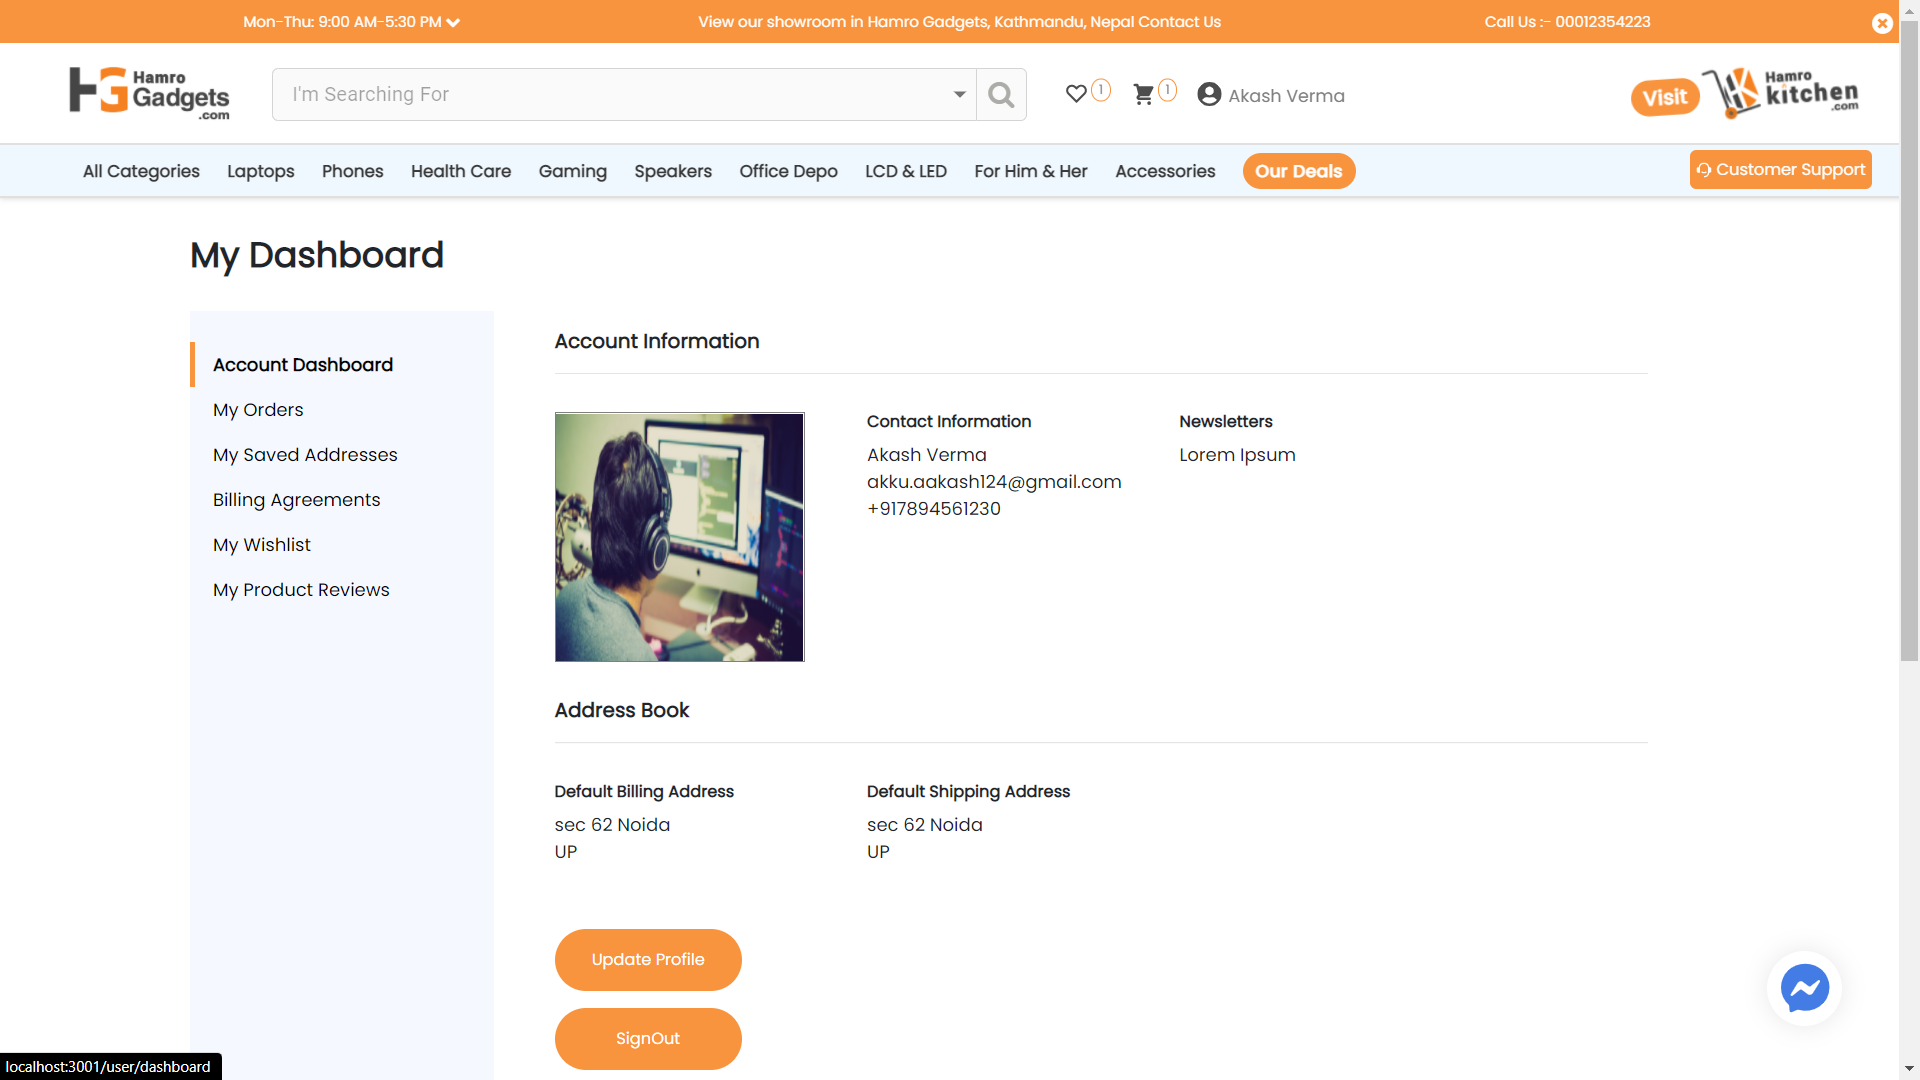 Mon-Thu: 9:00 AM-5:30 PM
View our showroom in Hamro Gadgets, Kathmandu, Nepal Contact Us
Call Us :- 00012354223
HG Hamro Gadgets .com
I'm Searching For
1
1
Akash Verma
Visit
Hamro kitchen .com
All Categories
Laptops
Phones
Health Care
Gaming
Speakers
Office Depo
LCD & LED
For Him & Her
Accessories
Our Deals
Customer Support
My Dashboard
Account Dashboard
My Orders
My Saved Addresses
Billing Agreements
My Wishlist
My Product Reviews
Account Information
Contact Information
Akash Verma
akku.aakash124@gmail.com
+917894561230
Newsletters
Lorem Ipsum
Address Book
Default Billing Address
sec 62 Noida
UP
Default Shipping Address
sec 62 Noida
UP
Update Profile
SignOut
localhost:3001/user/dashboard